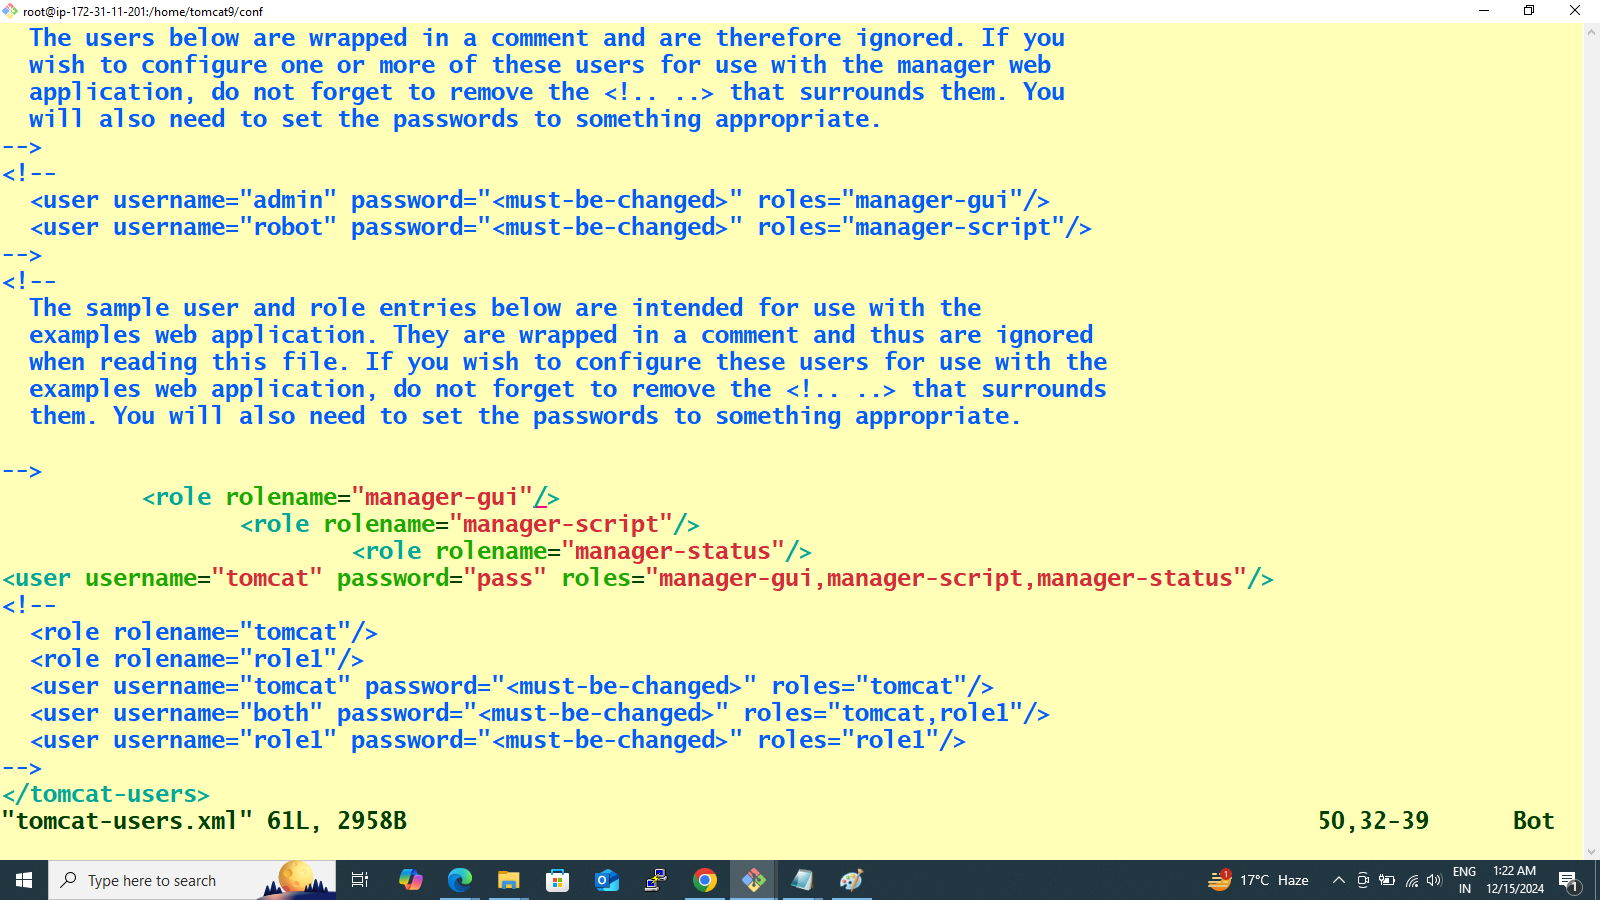 root@ip-172-31-11-201:/home/tomcat9/conf
The users below are wrapped in a comment and are therefore ignored. If you
wish to configure one or more of these users for use with the manager web
application, do not forget to remove the <!.. ..> that surrounds them. You
will also need to set the passwords to something appropriate.
-->
<!--
<user username="admin" password="<must-be-changed>" roles="manager-gui"/>
<user username="robot" password="<must-be-changed>" roles="manager-script"/>
-->
<!--
The sample user and role entries below are intended for use with the
examples web application. They are wrapped in a comment and thus are ignored
when reading this file. If you wish to configure these users for use with the
examples web application, do not forget to remove the <!.. ..> that surrounds
them. You will also need to set the passwords to something appropriate.
-->
<role rolename="manager-gui"/>
<role rolename="manager-script"/>
<role rolename="manager-status"/>
<user username="tomcat" password="pass" roles="manager-gui,manager-script,manager-status"/>
<!--
<role rolename="tomcat"/>
<role rolename="role1"/>
<user username="tomcat" password="<must-be-changed>" roles="tomcat"/>
<user username="both" password="<must-be-changed>" roles="tomcat,role1"/>
<user username="role1" password="<must-be-changed>" roles="role1"/>
-->
</tomcat-users>
"tomcat-users.xml" 61L, 2958B 50,32-39 Bot
Type here to search
1
17°C Haze
ENG
IN
1:22 AM
12/15/2024
1